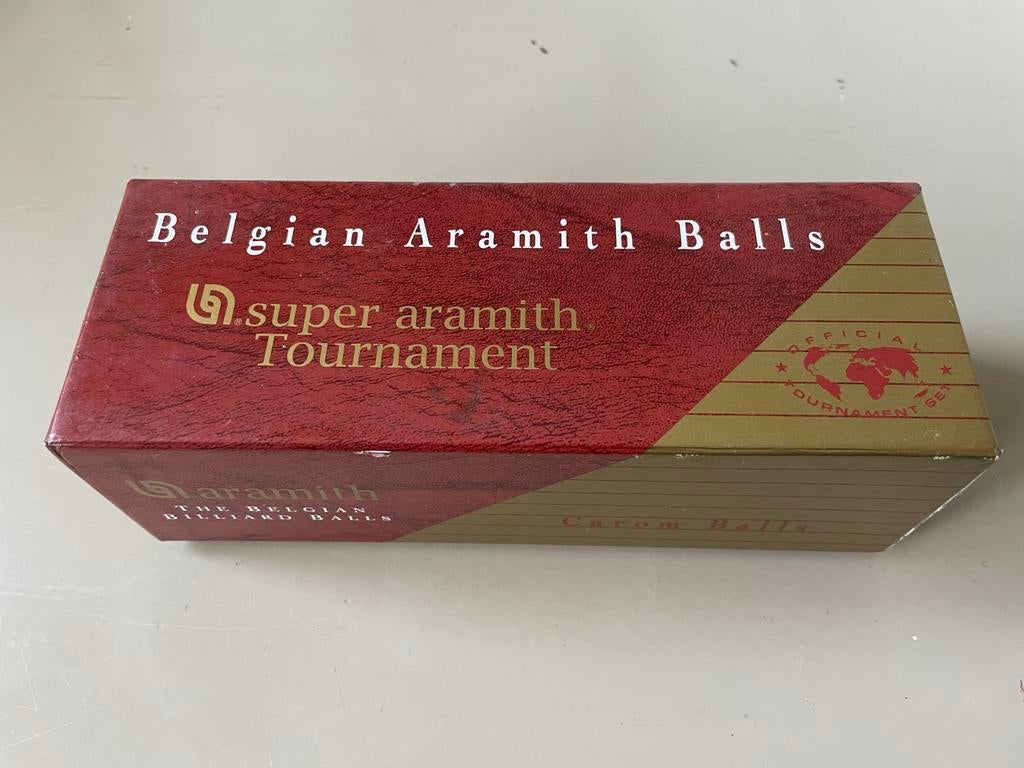 Belgian Aramith Balls
® super aramith®
Tournament
OFFICIAL
TOURNAMENT SET
aramith
THE BELGIAN
BILLIARD BALLS
Carom Balls